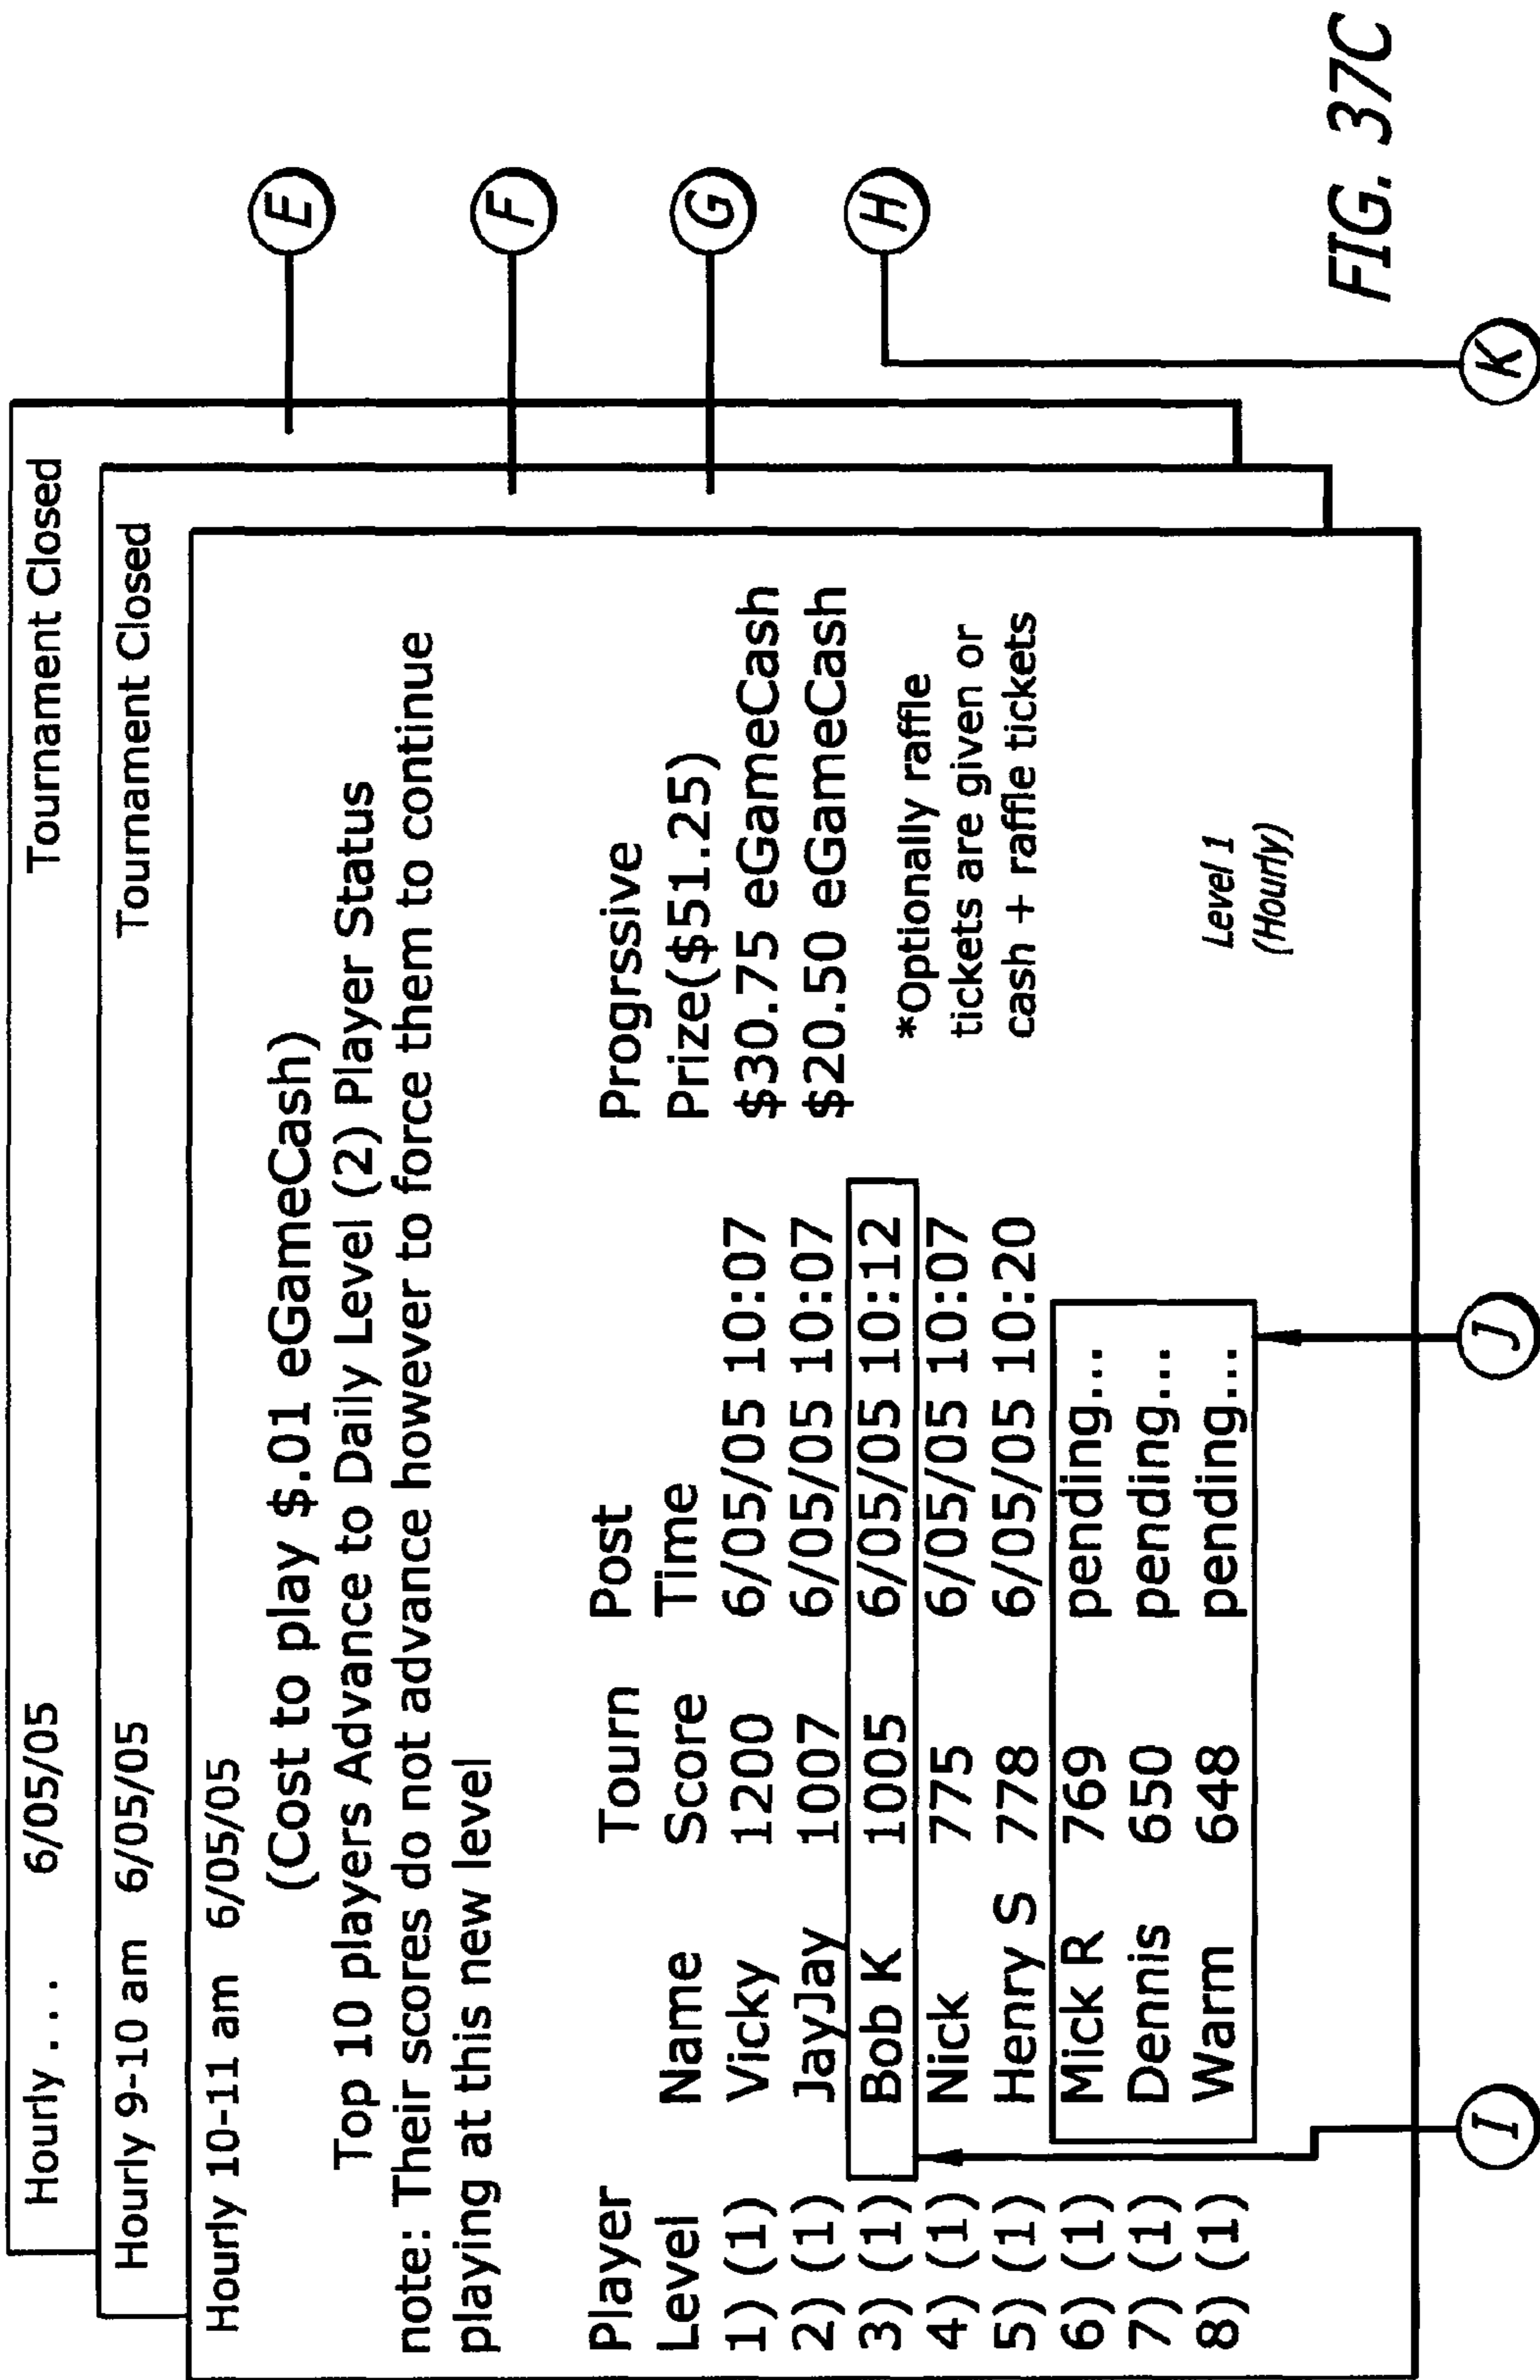 Hourly . . . . 6/05/05 Tournament Closed
Hourly 9-10 am 6/05/05 Tournament Closed
Hourly 10-11 am 6/05/05
(Cost to play $.01 eGameCash)
Top 10 players Advance to Daily Level (2) Player Status
note: Their scores do not advance however to force them to continue
playing at this new level
Player Tourn Post Progrssive
Level Name Score Time Prize($51.25)
1) (1) Vicky 1200 6/05/05 10:07 $30.75 eGameCash
2) (1) JayJay 1007 6/05/05 10:07 $20.50 eGameCash
3) (1) Bob K 1005 6/05/05 10:12
4) (1) Nick 775 6/05/05 10:07
5) (1) Henry S 778 6/05/05 10:20
6) (1) Mick R 769 pending...
7) (1) Dennis 650 pending...
8) (1) Warm 648 pending...
*Optionally raffle
tickets are given or
cash + raffle tickets
Level 1
(Hourly)
E
F
G
H
I
J
K
FIG. 37C